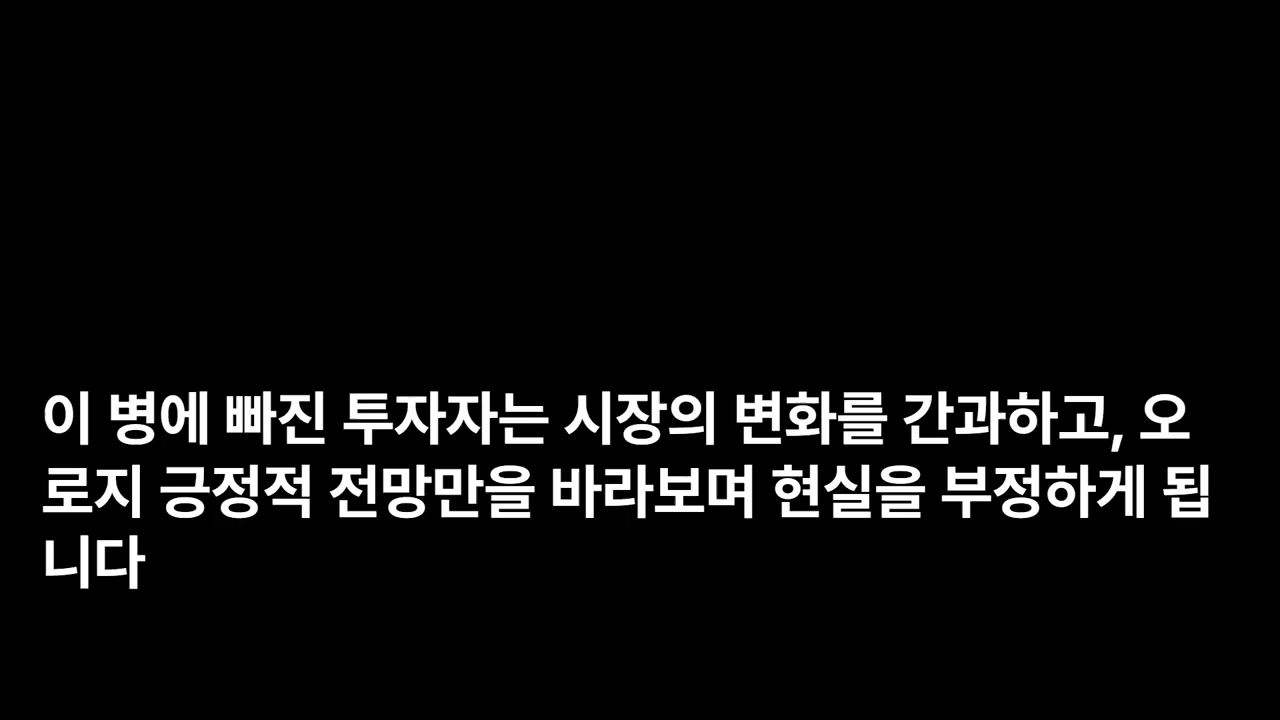 이 병에 빠진 투자자는 시장의 변화를 간과하고, 오
로지 긍정적 전망만을 바라보며 현실을 부정하게 됩
니다